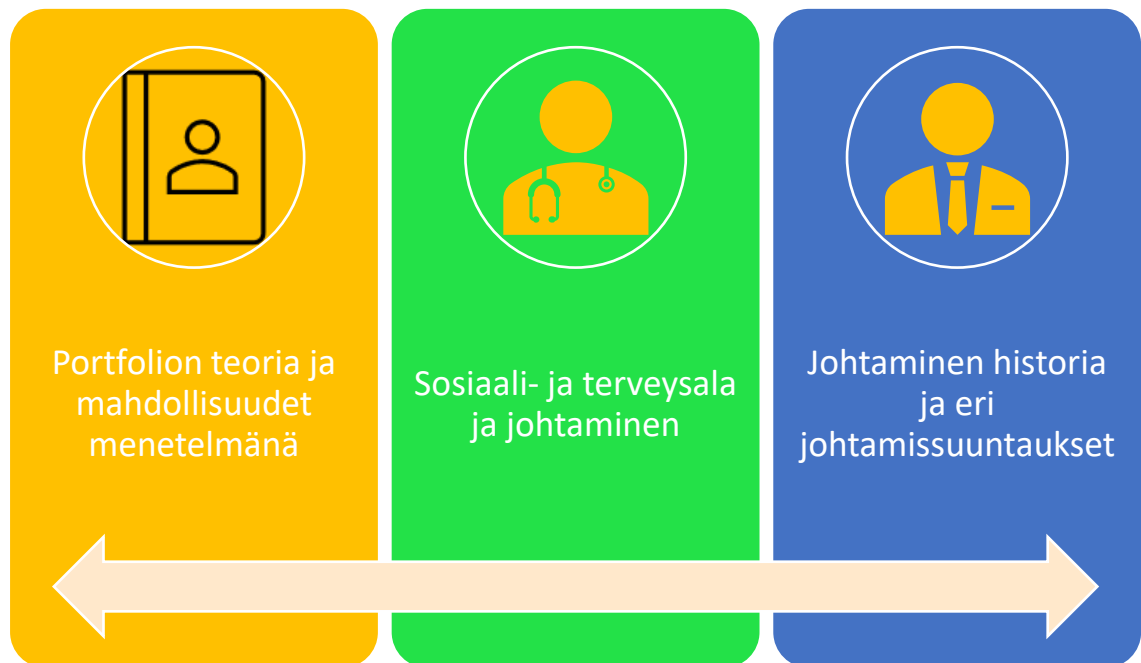 Portfolion teoria ja
mahdollisuudet
menetelmänä
Sosiaali- ja terveysala
ja johtaminen
Johtaminen historia
ja eri
johtamissuuntaukset